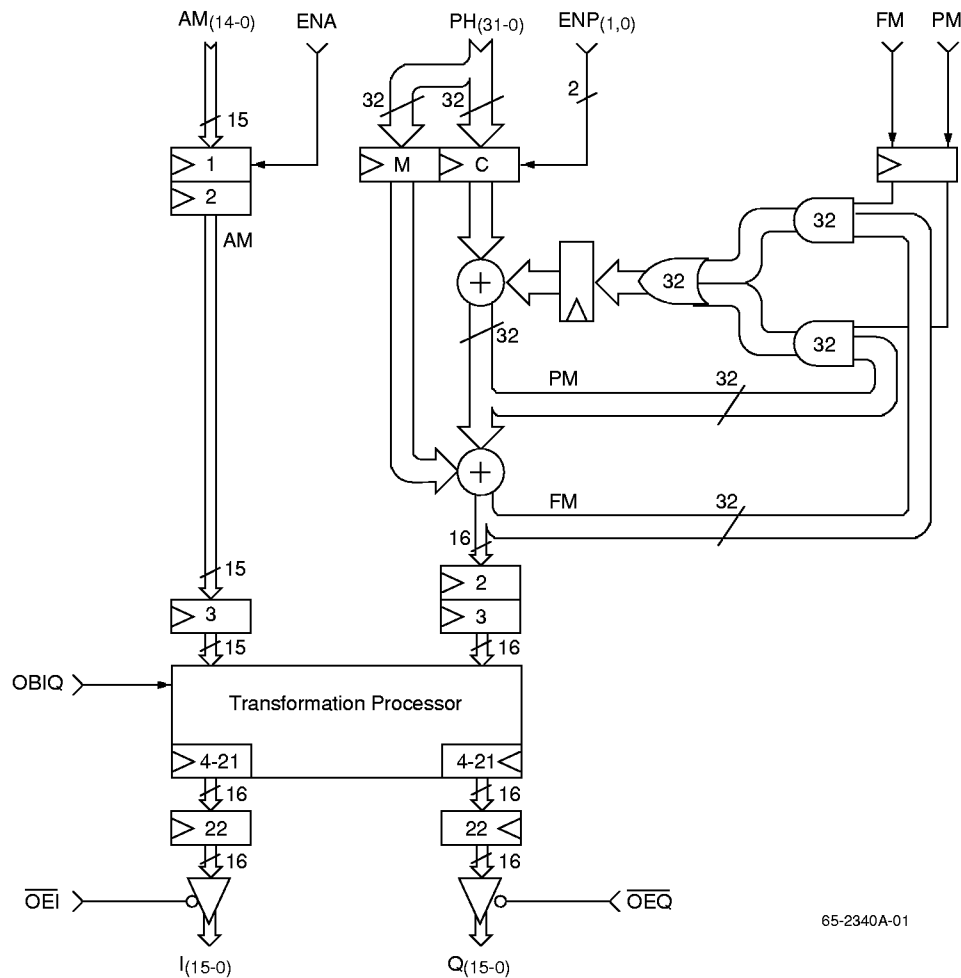 AM(14-0) ENA PH(31-0) ENP(1,0) FM PM
32 32 2
15
1 M C
2
AM
32
32
32
32
PM 32
FM 32
16
15 2
3 3
15 16
OBIQ
Transformation Processor
4-21 4-21
16 16
22 22
16 16
OEI OEQ
65-2340A-01
I(15-0) Q(15-0)